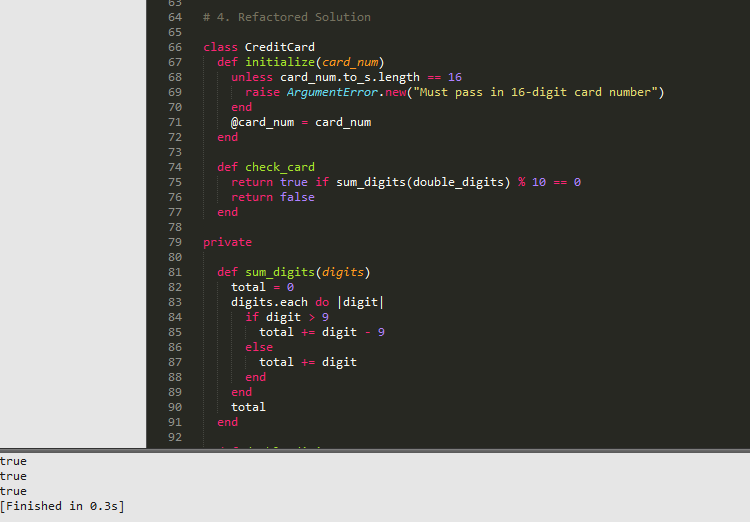 63
64 # 4. Refactored Solution
65
66 class CreditCard
67 def initialize(card_num)
68 unless card_num.to_s.length == 16
69 raise ArgumentError.new("Must pass in 16-digit card number")
70 end
71 @card_num = card_num
72 end
73
74 def check_card
75 return true if sum_digits(double_digits) % 10 == 0
76 return false
77 end
78
79 private
80
81 def sum_digits(digits)
82 total = 0
83 digits.each do |digit|
84 if digit > 9
85 total += digit - 9
86 else
87 total += digit
88 end
89 end
90 total
91 end
92
true
true
true
[Finished in 0.3s]